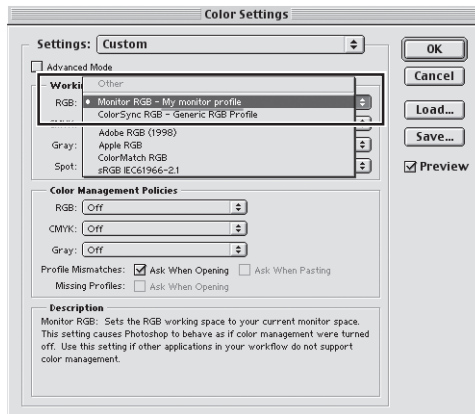 Color Settings
Settings: Custom
OK
Advanced Mode
Cancel
Other
RGB: Monitor RGB - My monitor profile
ColorSync RGB - Generic RGB Profile
Load...
Adobe RGB (1998)
Save...
Gray: Apple RGB
ColorMatch RGB
Preview
Spot: sRGB IEC61966-2.1
Color Management Policies
RGB: Off
CMYK: Off
Gray: Off
Profile Mismatches: Ask When Opening Ask When Pasting
Missing Profiles: Ask When Opening
Description
Monitor RGB: Sets the RGB working space to your current monitor space.
This setting causes Photoshop to behave as if color management were turned
off. Use this setting if other applications in your workflow do not support
color management.